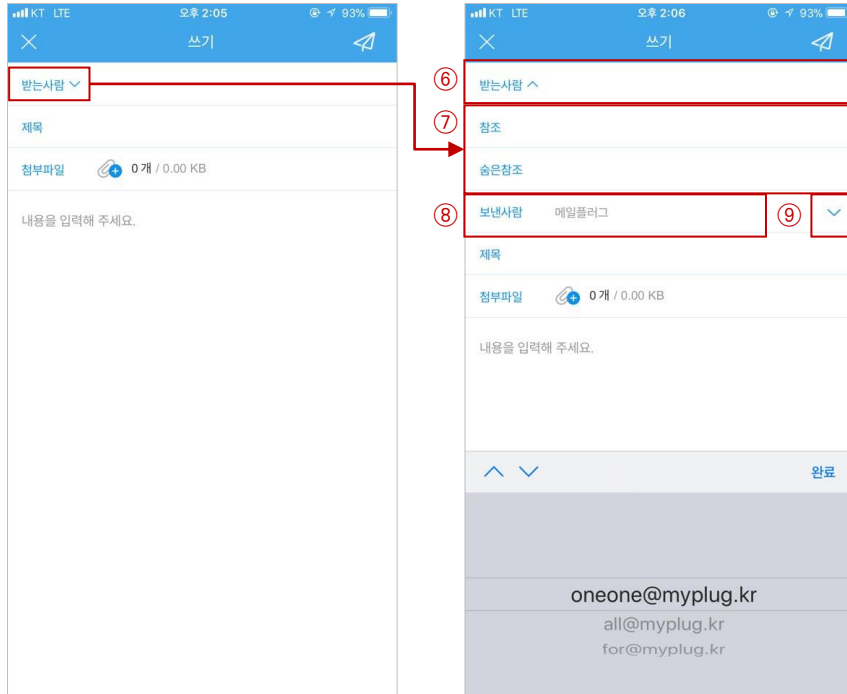 KT LTE 오후 2:05 93%
쓰기
받는사람
제목
첨부파일 0 개 / 0.00 KB
내용을 입력해 주세요.
KT LTE 오후 2:06 93%
쓰기
⑥ 받는사람
⑦ 참조
숨은참조
⑧ 보낸사람 메일플러그 ⑨
제목
첨부파일 0 개 / 0.00 KB
내용을 입력해 주세요.
완료
oneone@myplug.kr
all@myplug.kr
for@myplug.kr